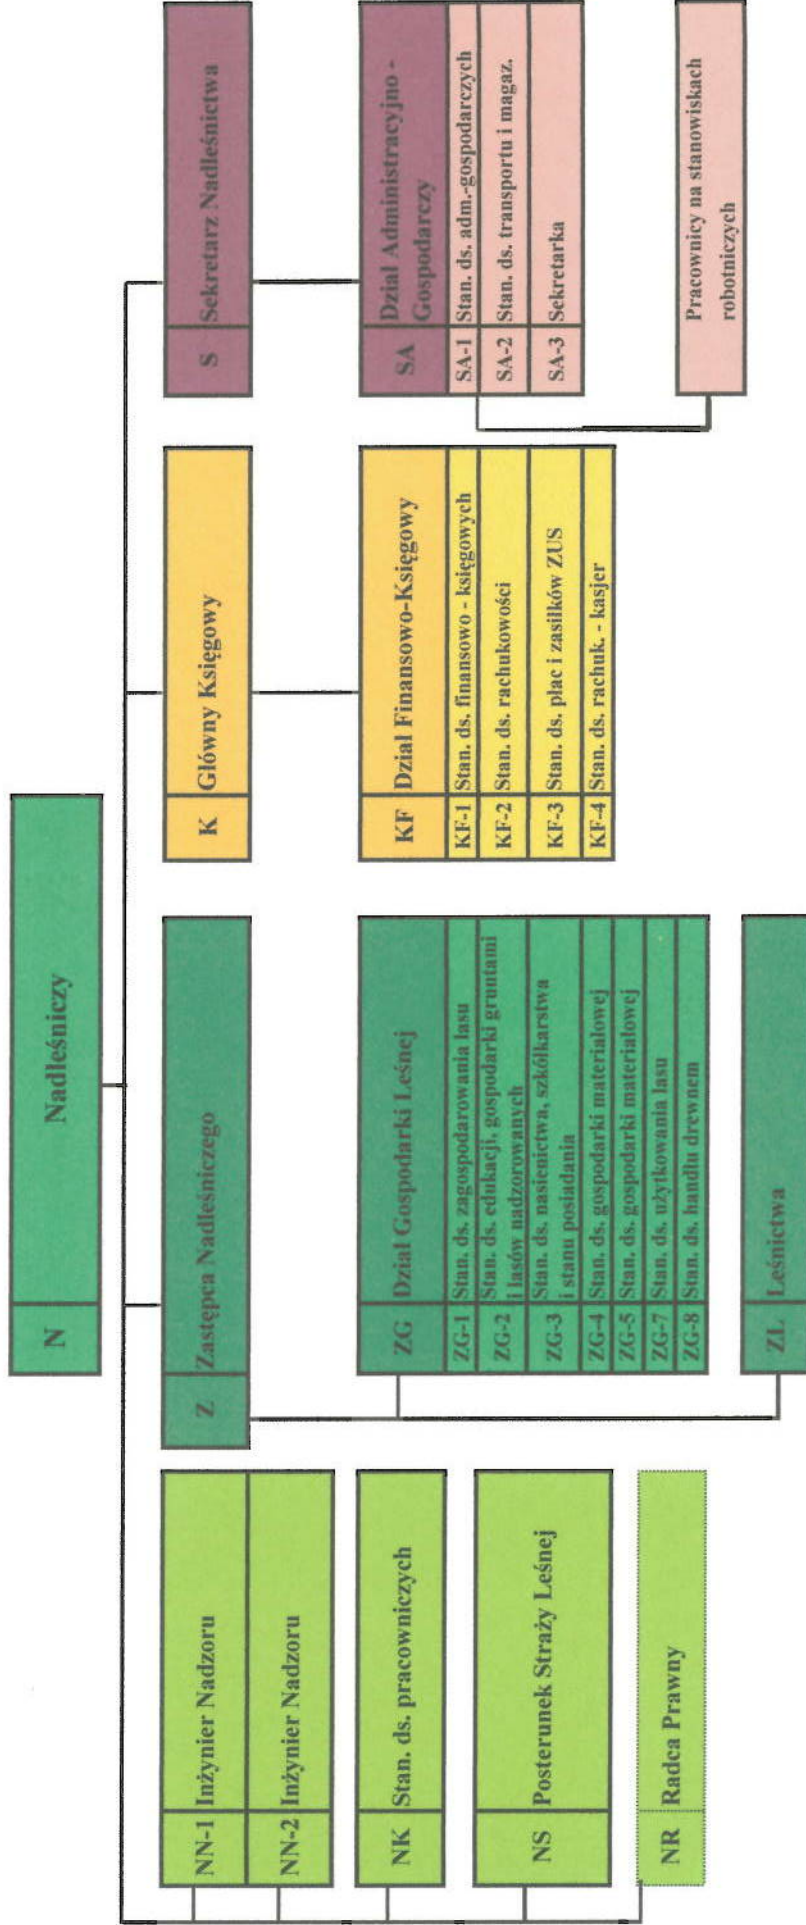 N Nadleśniczy
NN-1 Inżynier Nadzoru
NN-2 Inżynier Nadzoru
NK Stan. ds. pracowniczych
NS Posterunek Straży Leśnej
NR Radca Prawny
Z Zastępca Nadleśniczego
ZG Dział Gospodarki Leśnej
ZG-1 Stan. ds. zagospodarowania lasu
ZG-2 Stan. ds. edukacji, gospodarki gruntami
i lasów nadzorowanych
ZG-3 Stan. ds. nasiennictwa, szkółkarstwa
i stanu posiadania
ZG-4 Stan. ds. gospodarki materiałowej
ZG-5 Stan. ds. gospodarki materiałowej
ZG-7 Stan. ds. użytkowania lasu
ZG-8 Stan. ds. handlu drewnem
ZL Leśnictwa
K Główny Księgowy
KF Dział Finansowo-Księgowy
KF-1 Stan. ds. finansowo - księgowych
KF-2 Stan. ds. rachukowości
KF-3 Stan. ds. płac i zasiłków ZUS
KF-4 Stan. ds. rachuk. - kasjer
S Sekretarz Nadleśnictwa
SA Dział Administracyjno -
Gospodarczy
SA-1 Stan. ds. adm.-gospodarczych
SA-2 Stan. ds. transportu i magaz.
SA-3 Sekretarka
Pracownicy na stanowiskach
robotniczych